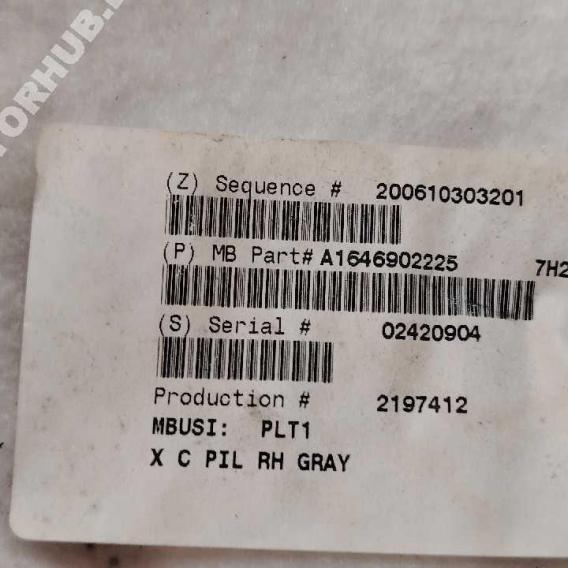 (Z) Sequence # 200610303201
(P) MB Part# A1646902225 7H2
(S) Serial # 02420904
Production # 2197412
MBUSI: PLT1
X C PIL RH GRAY